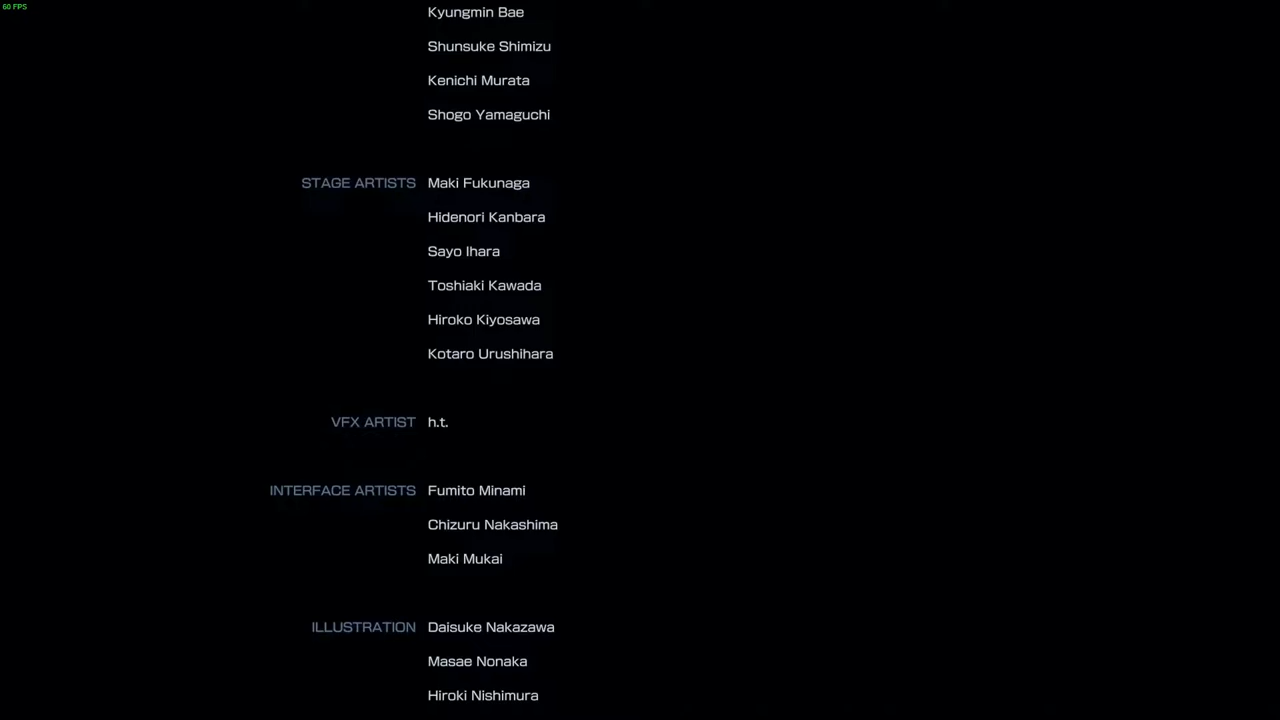 60 FPS
Kyungmin Bae
Shunsuke Shimizu
Kenichi Murata
Shogo Yamaguchi
STAGE ARTISTS Maki Fukunaga
Hidenori Kanbara
Sayo Ihara
Toshiaki Kawada
Hiroko Kiyosawa
Kotaro Urushihara
VFX ARTIST h.t.
INTERFACE ARTISTS Fumito Minami
Chizuru Nakashima
Maki Mukai
ILLUSTRATION Daisuke Nakazawa
Masae Nonaka
Hiroki Nishimura